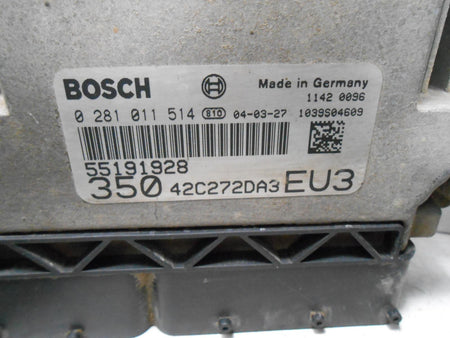 BOSCH Made in Germany
1142 0096
0 281 011 514 810 04-03-27 1039S04609
55191928
350 42C272DA3 EU3